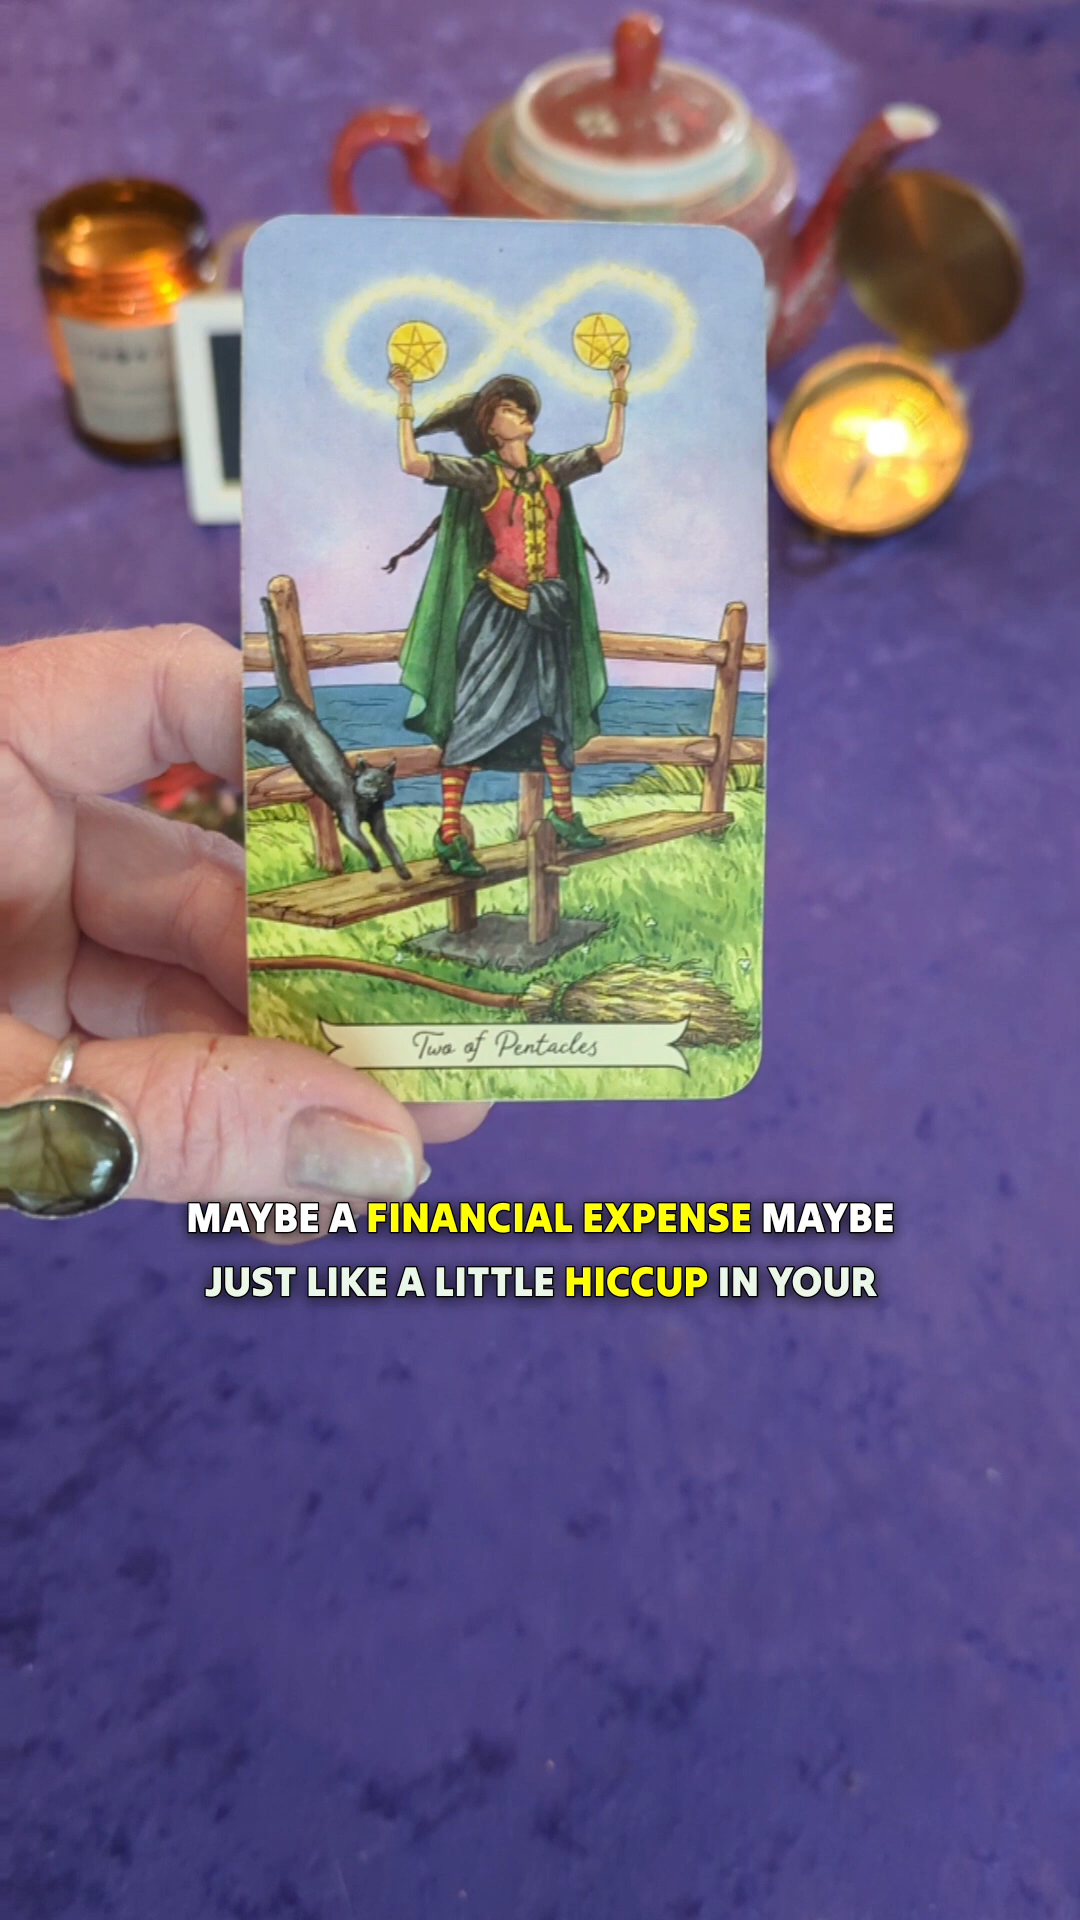 Two of Pentacles
MAYBE A FINANCIAL EXPENSE MAYBE
JUST LIKE A LITTLE HICCUP IN YOUR